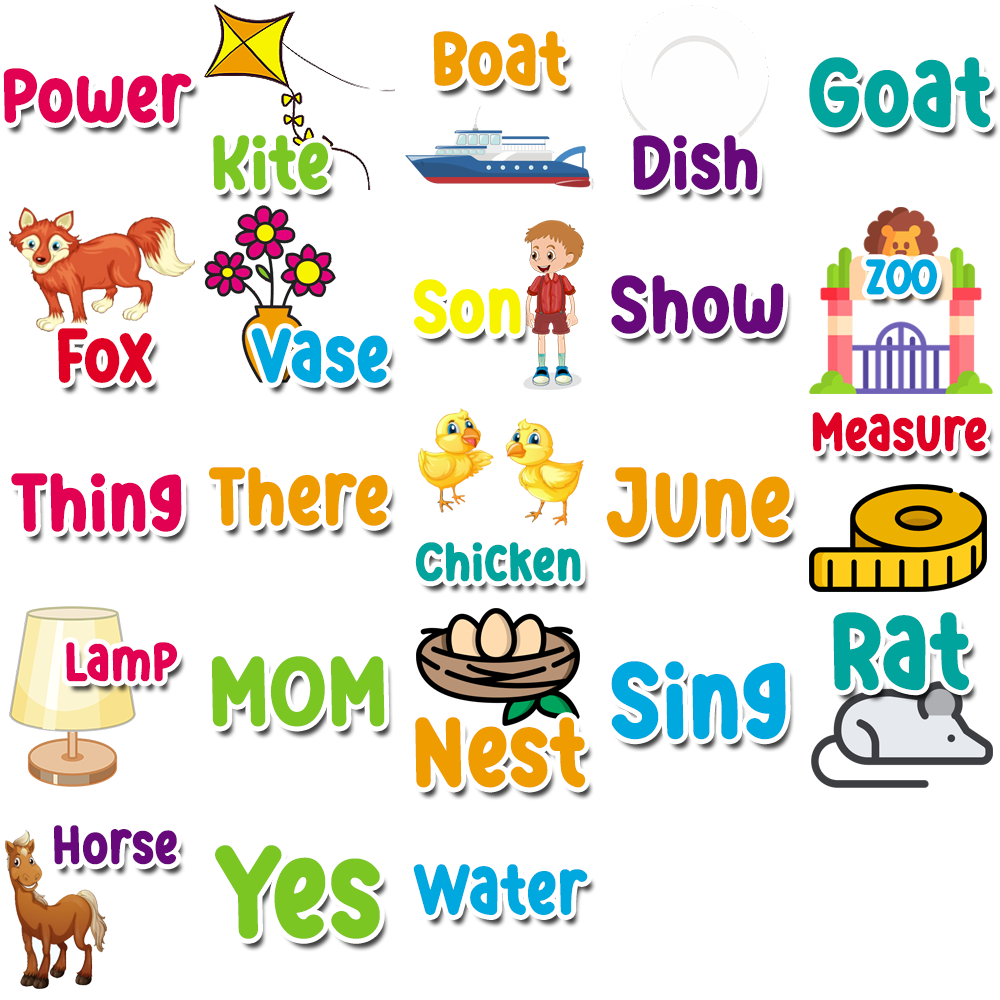 Power
Kite
Boat
Dish
Goat
Fox
Vase
Son
Show
ZOO
Thing
There
Chicken
June
Measure
Lamp
MOM
Nest
Sing
Rat
Horse
Yes
Water